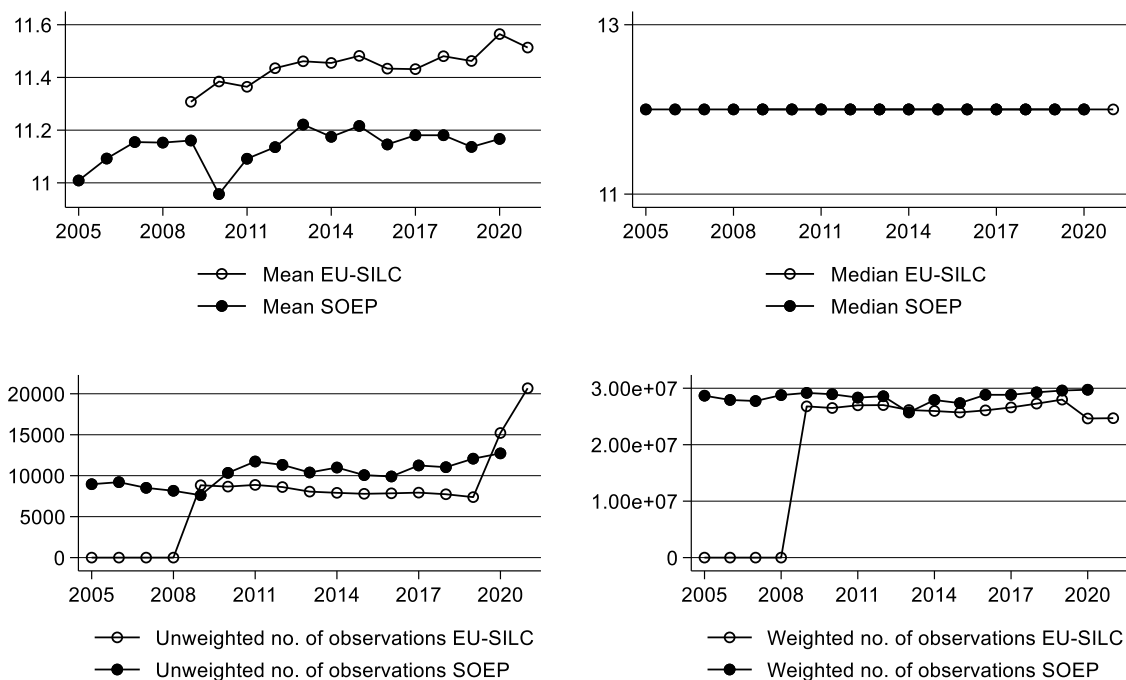 11.6
11.4
11.2
11
2005 2008 2011 2014 2017 2020
Mean EU-SILC
Mean SOEP
13
11
2005 2008 2011 2014 2017 2020
Median EU-SILC
Median SOEP
20000
15000
10000
5000
0
2005 2008 2011 2014 2017 2020
Unweighted no. of observations EU-SILC
Unweighted no. of observations SOEP
3.00e+07
2.00e+07
1.00e+07
0
2005 2008 2011 2014 2017 2020
Weighted no. of observations EU-SILC
Weighted no. of observations SOEP